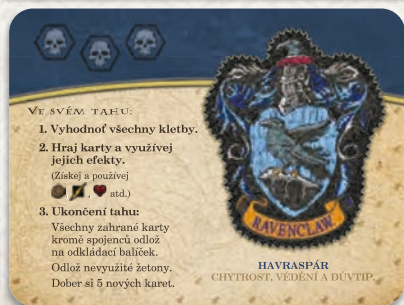 VE SVÉM TAHU:
1. Vyhodnoť všechny kletby.
2. Hraj karty a využívej
jejich efekty.
(Získej a používej
, , atd.)
3. Ukončení tahu:
Všechny zahrané karty
kromě spojenců odlož
na odkládací balíček.
Odlož nevyužité žetony.
Dober si 5 nových karet.
RAVENCLAW
HAVRASPÁR
CHYTROST, VĚDĚNÍ A DŮVTIP.